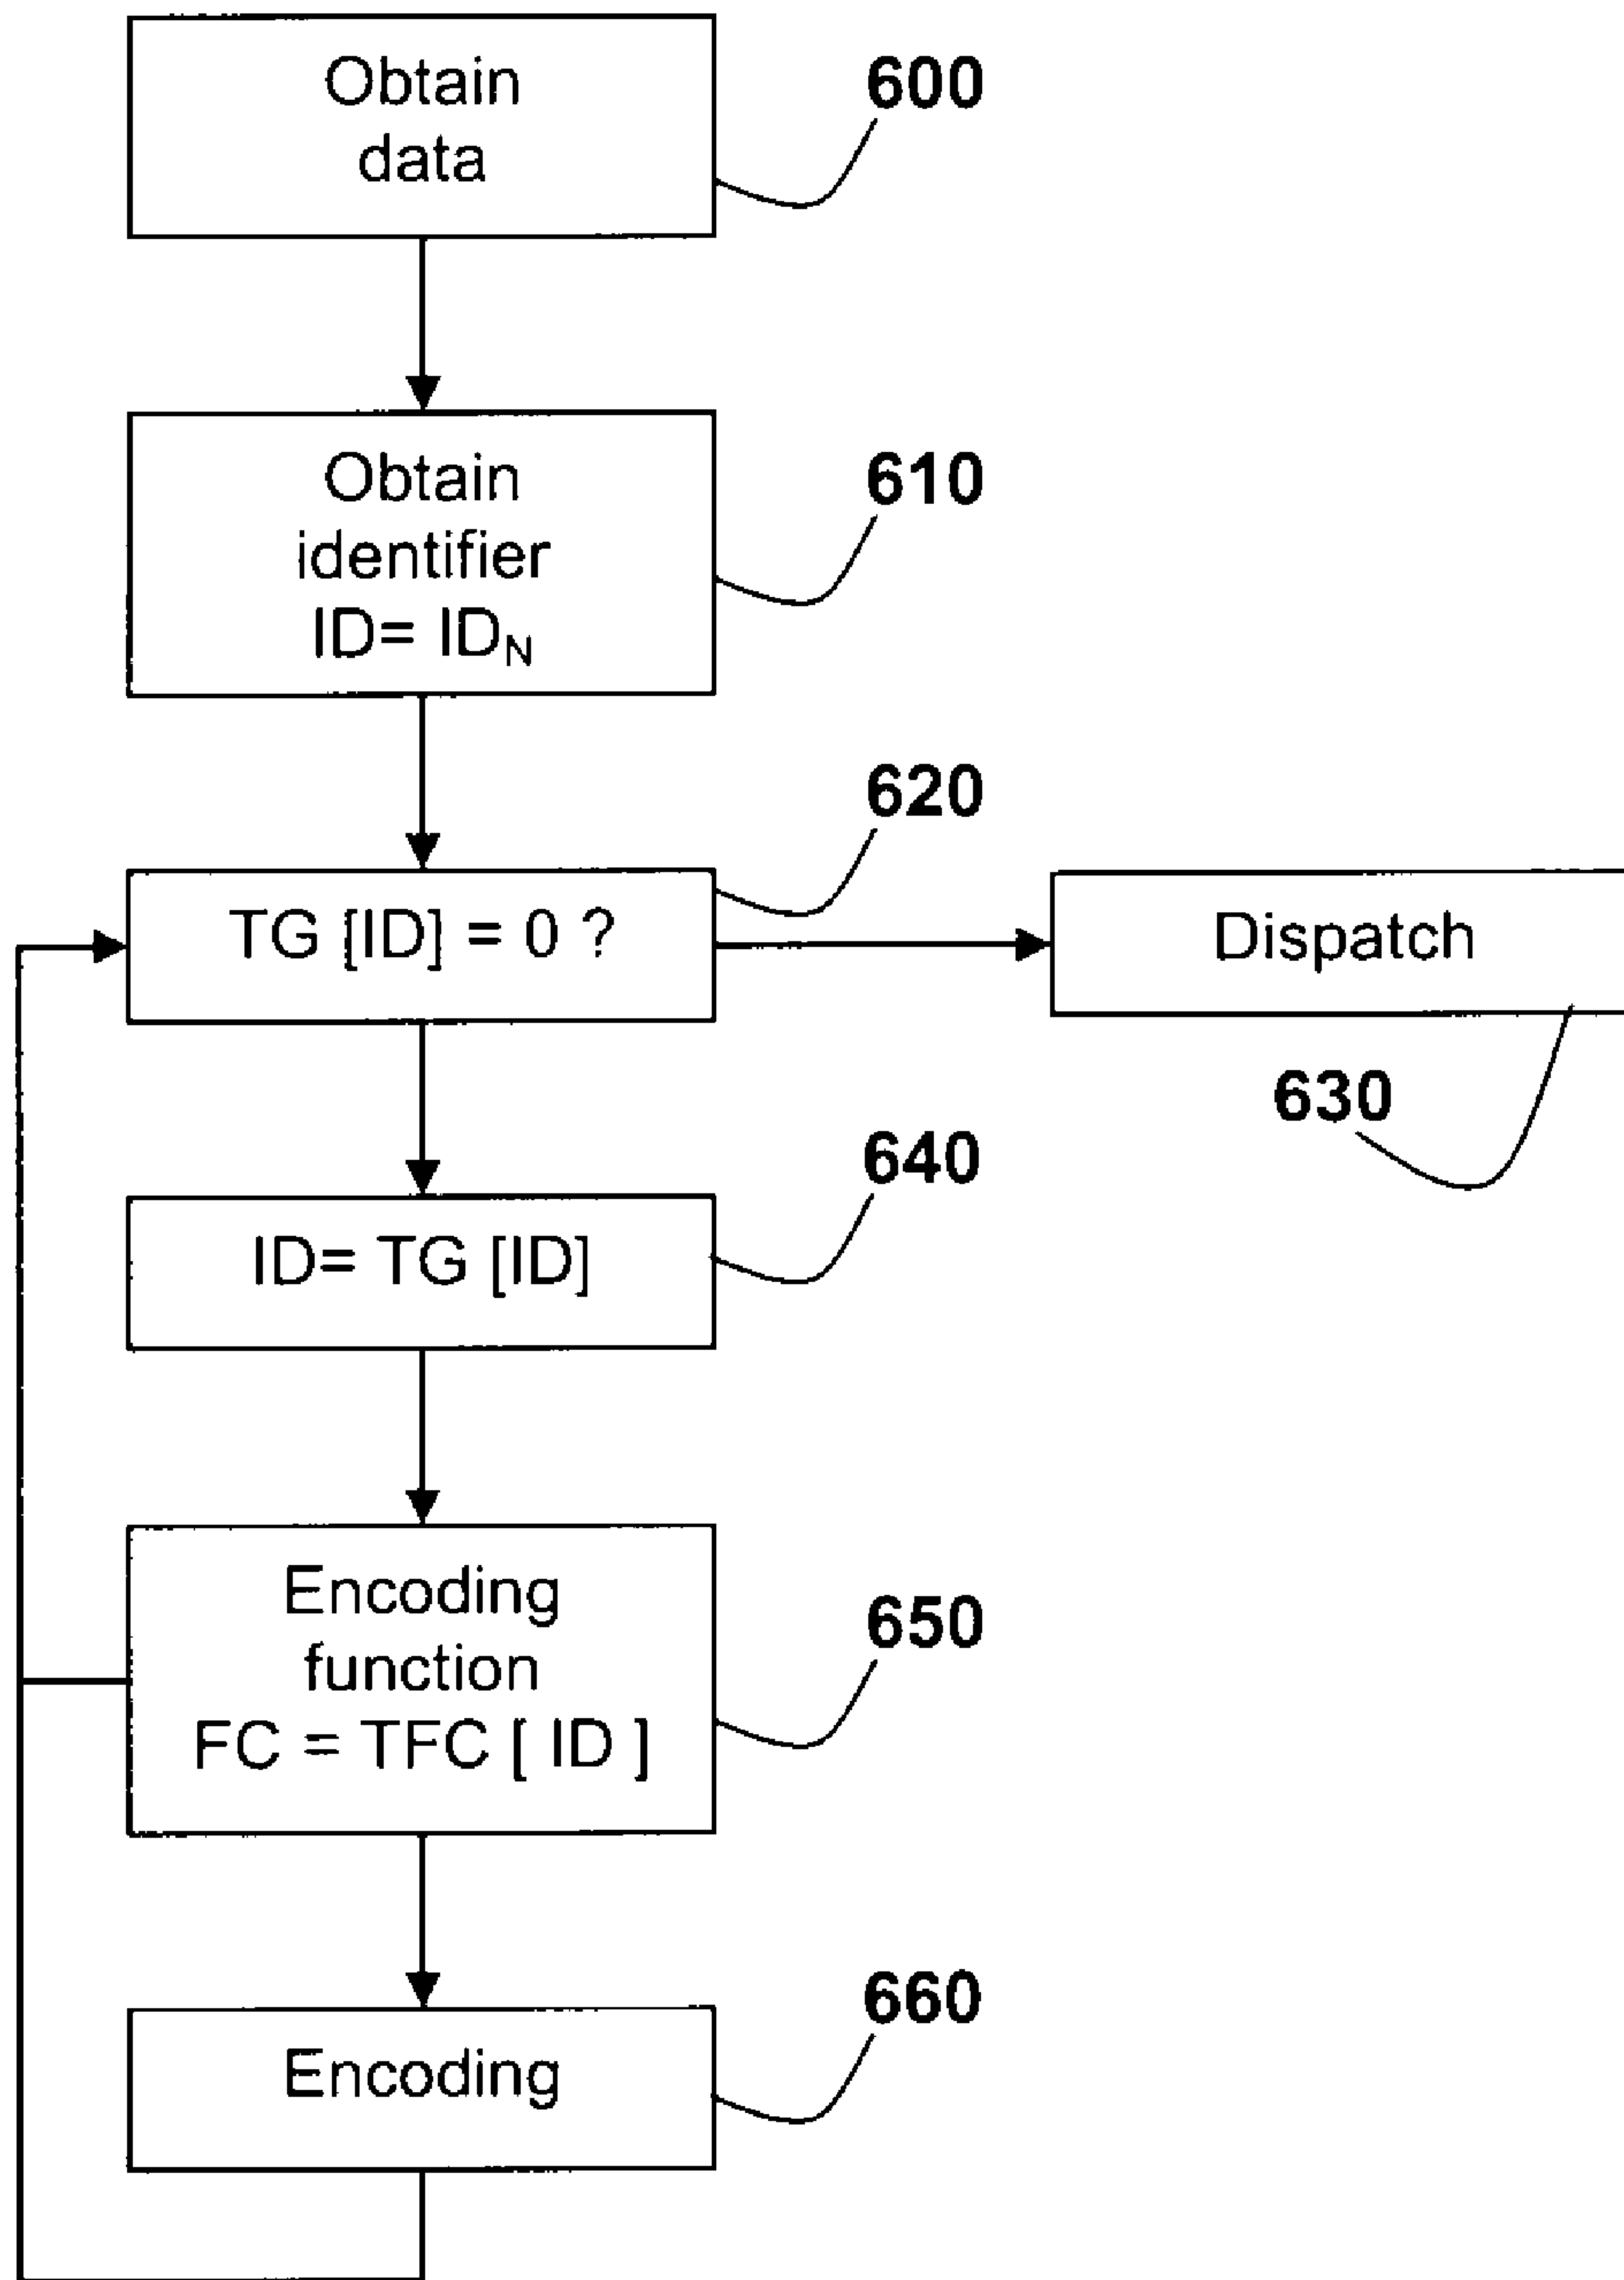 Obtain
data
600
Obtain
identifier
ID= IDN
610
620
TG [ID] = 0 ?
Dispatch
630
640
ID= TG [ID]
Encoding
function
FC = TFC [ ID ]
650
660
Encoding